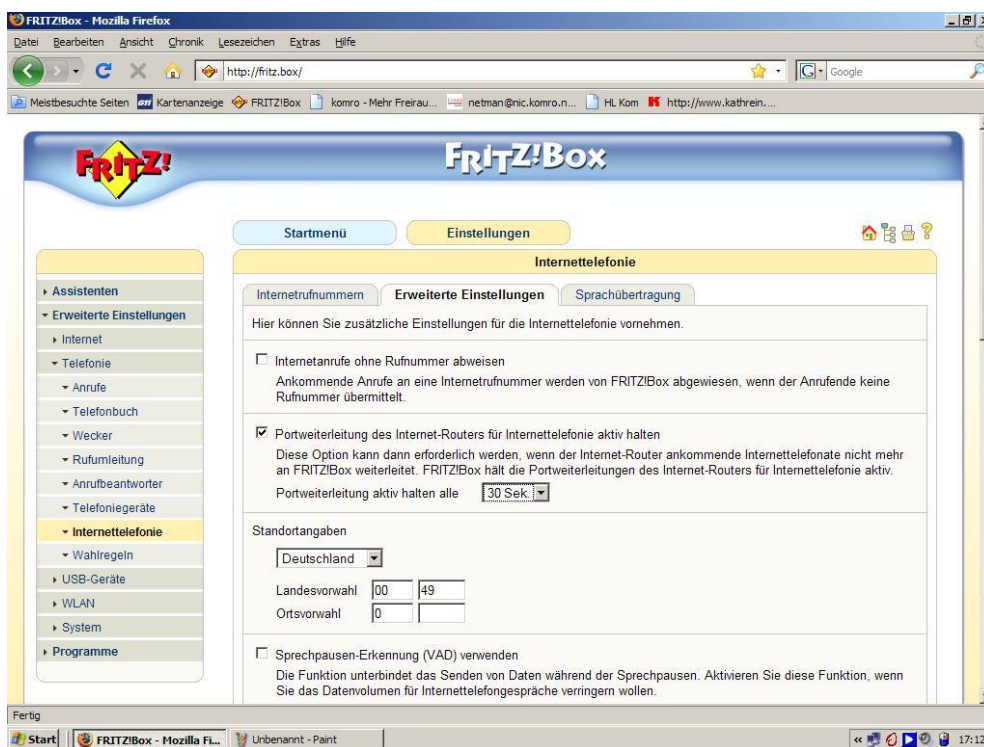 FRITZ!Box - Mozilla Firefox
Datei Bearbeiten Ansicht Chronik Lesezeichen Extras Hilfe
http://fritz.box/
G Google
Meistbesuchte Seiten Kartenanzeige FRITZ!Box komro - Mehr Freirau... netman@nic.komro.n... HL Kom http://www.kathrein....
FRITZ!
FRITZ!Box
Startmenü Einstellungen
Internettelefonie
Assistenten
Erweiterte Einstellungen
Internet
Telefonie
Anrufe
Telefonbuch
Wecker
Rufumleitung
Anrufbeantworter
Telefoniegeräte
Internettelefonie
Wahlregeln
USB-Geräte
WLAN
System
Programme
Internetrufnummern Erweiterte Einstellungen Sprachübertragung
Hier können Sie zusätzliche Einstellungen für die Internettelefonie vornehmen.
Internetanrufe ohne Rufnummer abweisen
Ankommende Anrufe an eine Internetrufnummer werden von FRITZ!Box abgewiesen, wenn der Anrufende keine
Rufnummer übermittelt.
Portweiterleitung des Internet-Routers für Internettelefonie aktiv halten
Diese Option kann dann erforderlich werden, wenn der Internet-Router ankommende Internettelefonate nicht mehr
an FRITZ!Box weiterleitet. FRITZ!Box hält die Portweiterleitungen des Internet-Routers für Internettelefonie aktiv.
Portweiterleitung aktiv halten alle 30 Sek.
Standortangaben
Deutschland
Landesvorwahl 00 49
Ortsvorwahl 0
Sprechpausen-Erkennung (VAD) verwenden
Die Funktion unterbindet das Senden von Daten während der Sprechpausen. Aktivieren Sie diese Funktion, wenn
Sie das Datenvolumen für Internettelefongespräche verringern wollen.
Fertig
Start FRITZ!Box - Mozilla Fi... Unbenannt - Paint 17:12